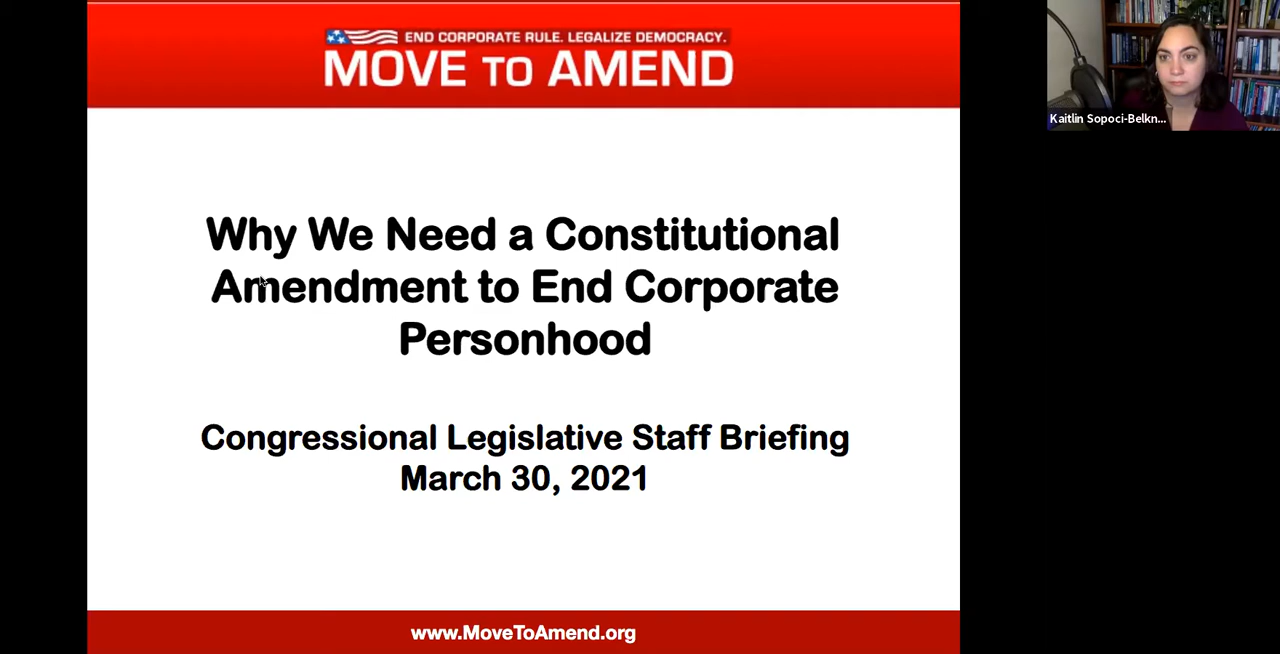 END CORPORATE RULE. LEGALIZE DEMOCRACY.
MOVE TO AMEND
Kaitlin Sopoci-Belkn...
Why We Need a Constitutional
Amendment to End Corporate
Personhood
Congressional Legislative Staff Briefing
March 30, 2021
www.MoveToAmend.org